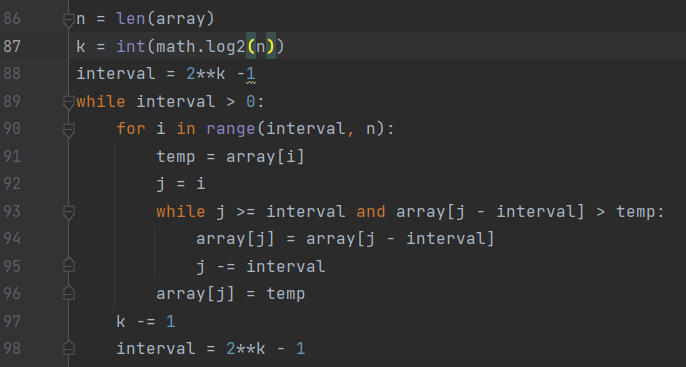 86 n = len(array)
87 k = int(math.log2(n))
88 interval = 2**k -1
89 while interval > 0:
90     for i in range(interval, n):
91         temp = array[i]
92         j = i
93         while j >= interval and array[j - interval] > temp:
94             array[j] = array[j - interval]
95             j -= interval
96         array[j] = temp
97     k -= 1
98     interval = 2**k - 1